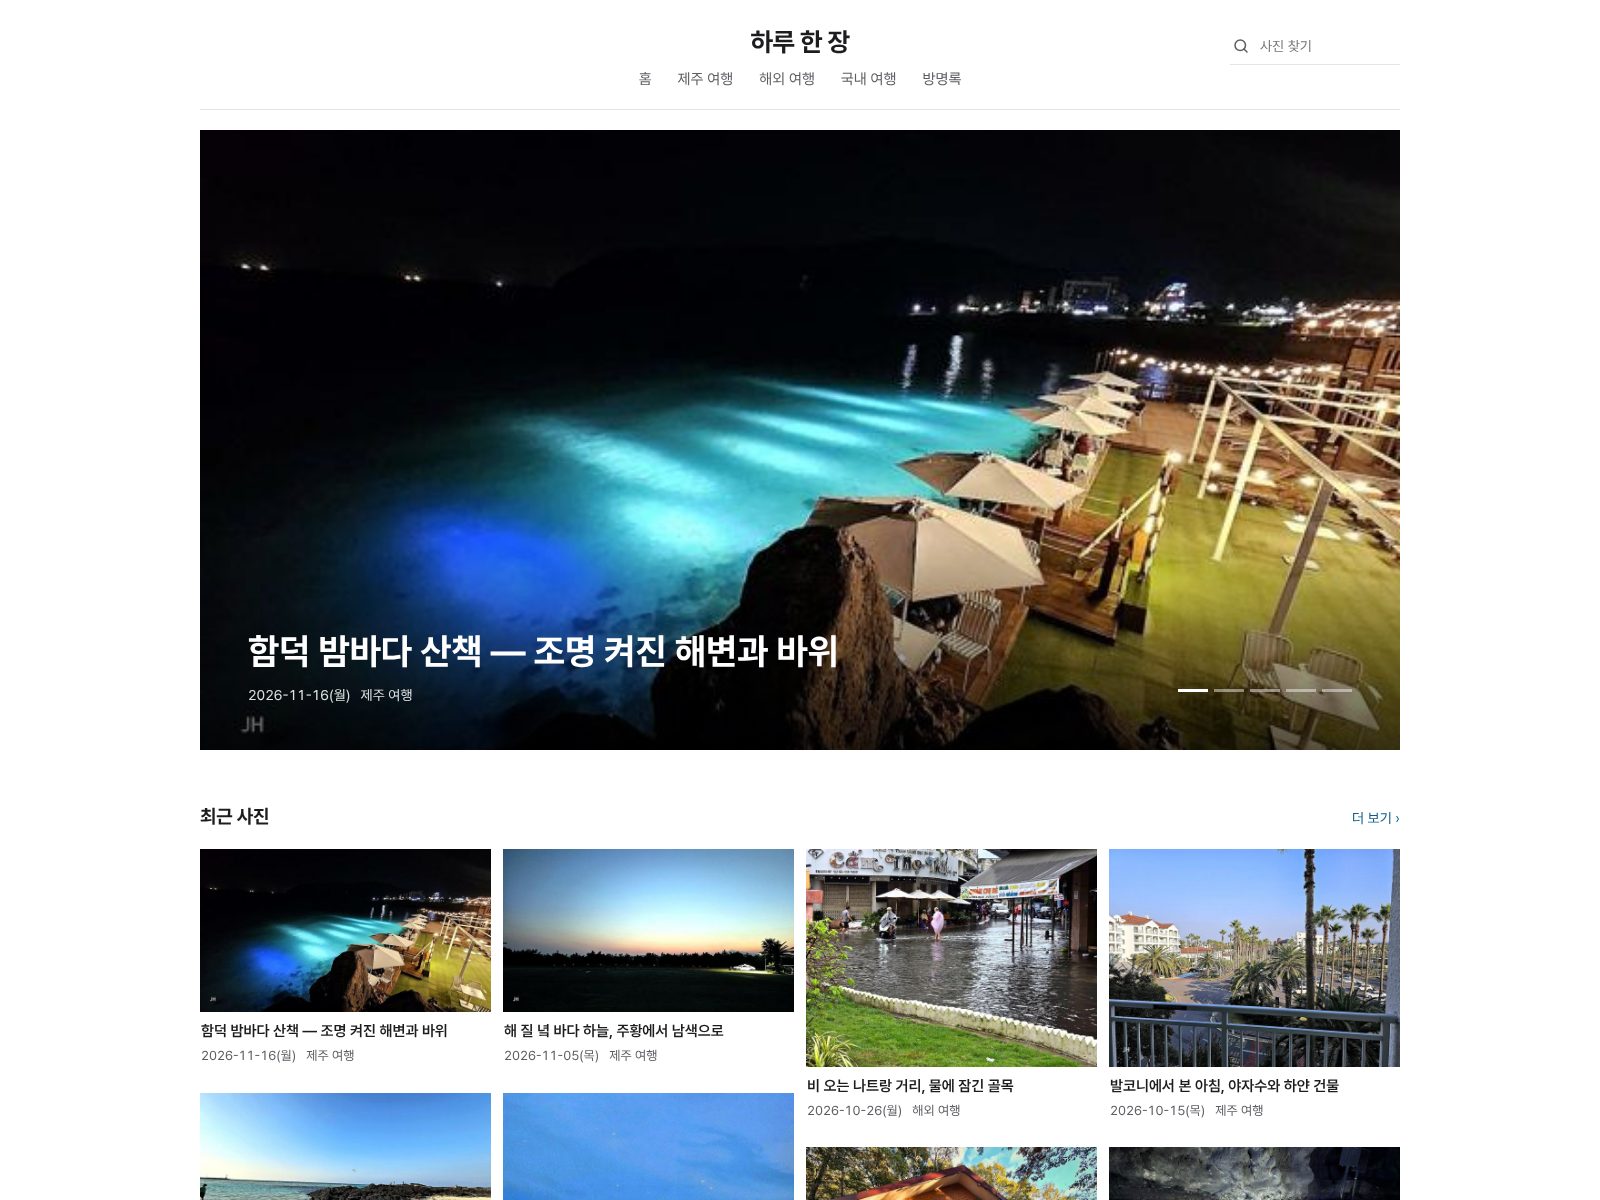 하루 한 장
사진 찾기
홈 제주 여행 해외 여행 국내 여행 방명록
함덕 밤바다 산책 — 조명 켜진 해변과 바위
2026-11-16(월) 제주 여행
JH
최근 사진
더 보기 ›
함덕 밤바다 산책 — 조명 켜진 해변과 바위
2026-11-16(월) 제주 여행
해 질 녘 바다 하늘, 주황에서 남색으로
2026-11-05(목) 제주 여행
비 오는 나트랑 거리, 물에 잠긴 골목
2026-10-26(월) 해외 여행
발코니에서 본 아침, 야자수와 하얀 건물
2026-10-15(목) 제주 여행